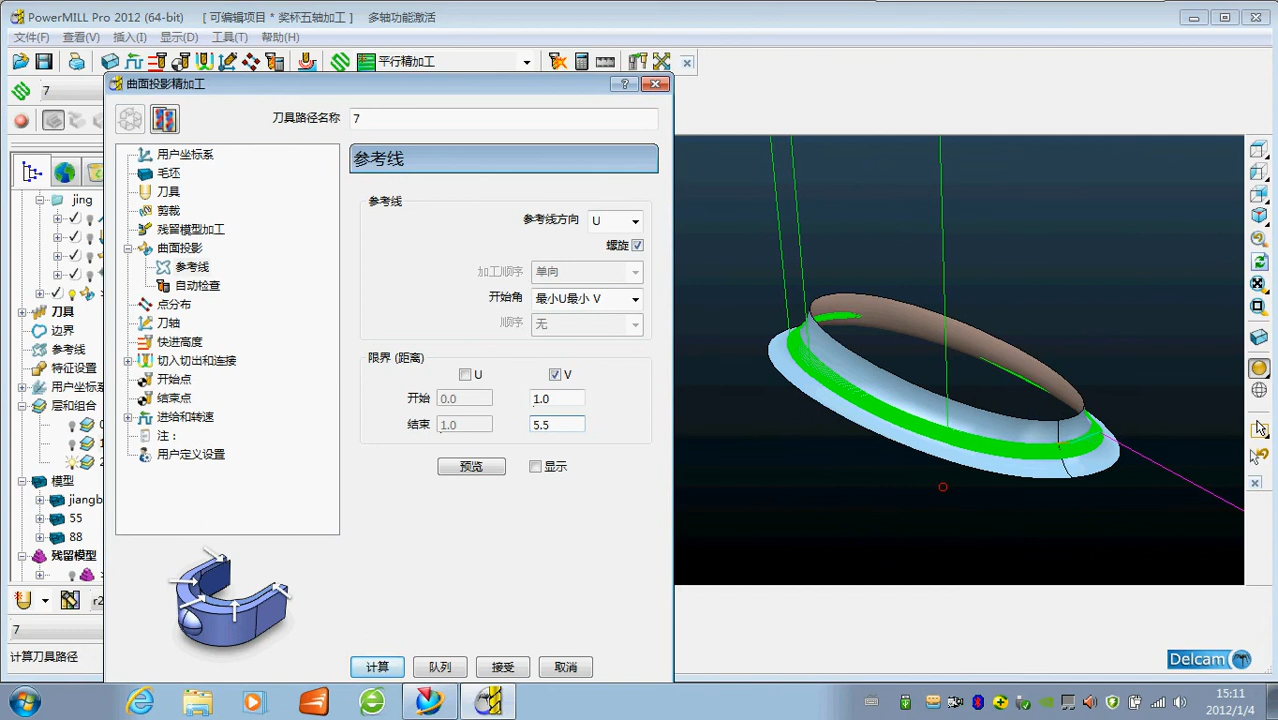 PowerMILL Pro 2012 (64-bit) [ 可编辑项目 * 奖杯五轴加工 ] 多轴功能激活
文件(F) 查看(V) 插入(I) 显示(D) 工具(T) 帮助(H)
平行精加工
7
曲面投影精加工
刀具路径名称 7
jing
刀具
边界
参考线
特征设
用户坐标系
层和组合
0
1
2
模型
jiangb
55
88
残留模型
用户坐标系
毛坯
刀具
剪裁
残留模型加工
曲面投影
参考线
自动检查
点分布
刀轴
快进高度
切入切出和连接
开始点
结束点
进给和转速
注：
用户定义设置
参考线
参考线
参考线方向 U
螺旋
加工顺序 单向
开始角 最小U最小 V
顺序 无
限界 (距离)
U V
开始 0.0 1.0
结束 1.0 5.5
预览 显示
计算 队列 接受 取消
r2
7
计算刀具路径
Delcam
15:11
2012/1/4